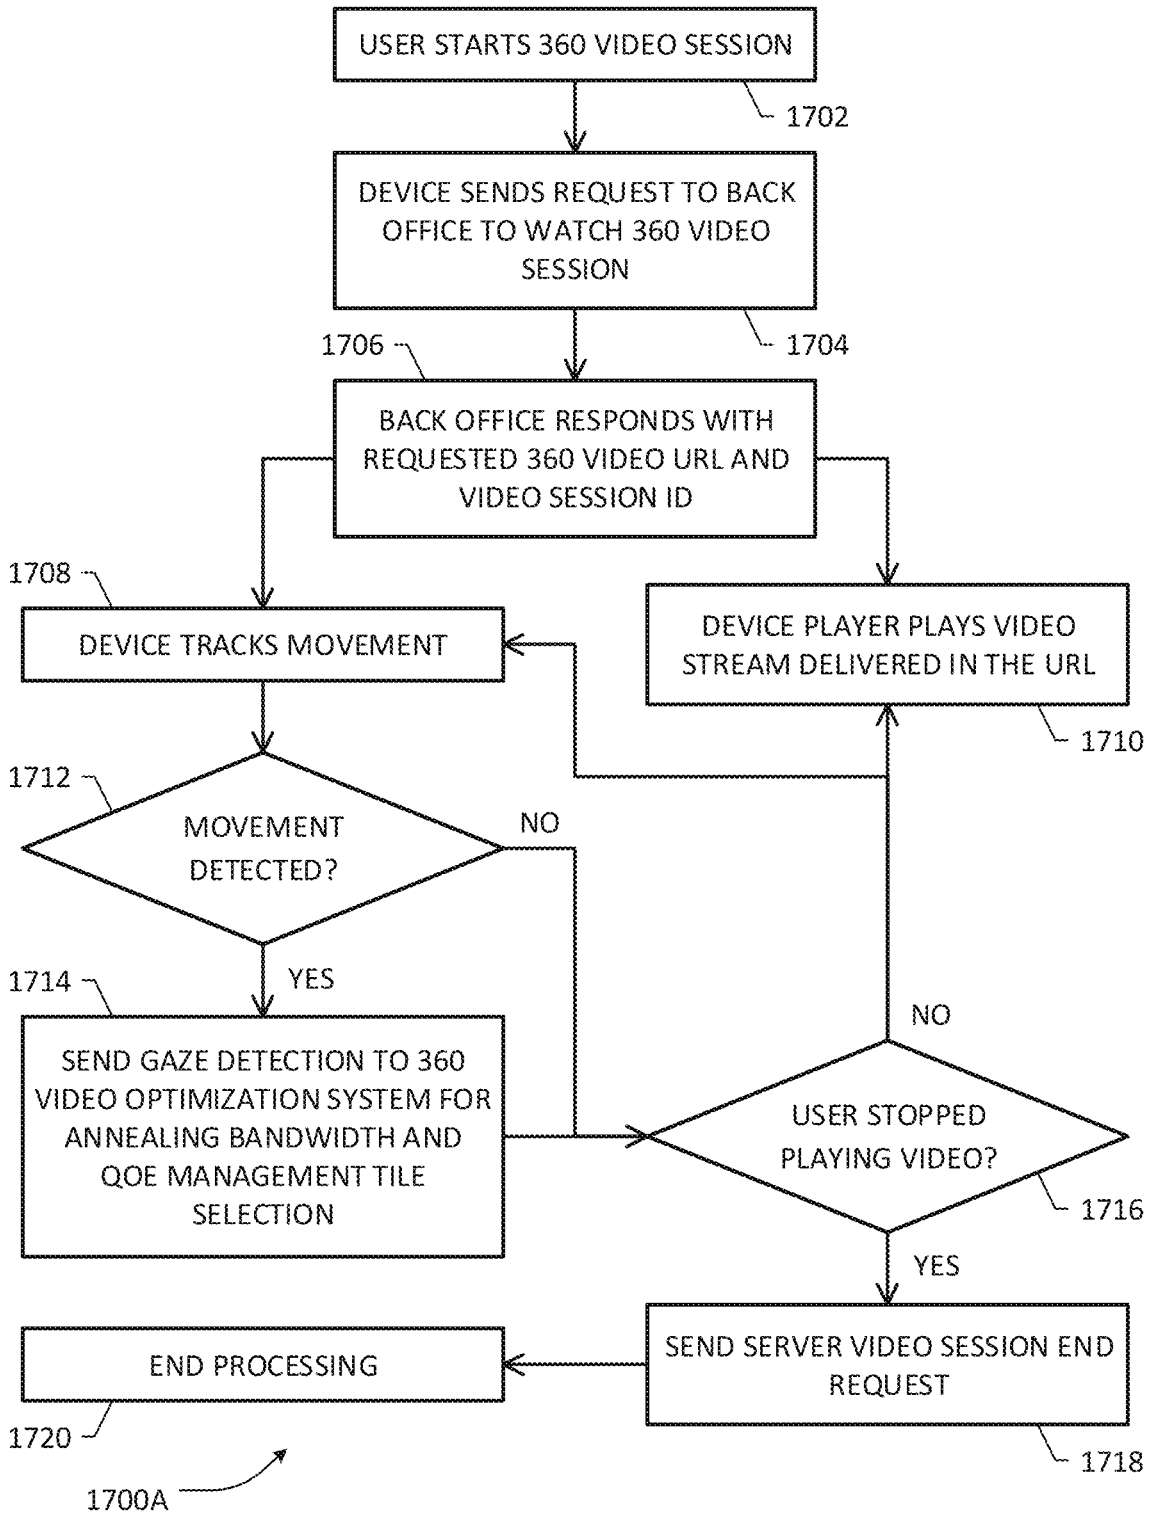 USER STARTS 360 VIDEO SESSION
1702
DEVICE SENDS REQUEST TO BACK
OFFICE TO WATCH 360 VIDEO
SESSION
1704
1706
BACK OFFICE RESPONDS WITH
REQUESTED 360 VIDEO URL AND
VIDEO SESSION ID
1708
DEVICE TRACKS MOVEMENT
DEVICE PLAYER PLAYS VIDEO
STREAM DELIVERED IN THE URL
1710
1712
MOVEMENT
DETECTED?
NO
YES
1714
SEND GAZE DETECTION TO 360
VIDEO OPTIMIZATION SYSTEM FOR
ANNEALING BANDWIDTH AND
QOE MANAGEMENT TILE
SELECTION
NO
USER STOPPED
PLAYING VIDEO?
1716
YES
SEND SERVER VIDEO SESSION END
REQUEST
1718
END PROCESSING
1720
1700A